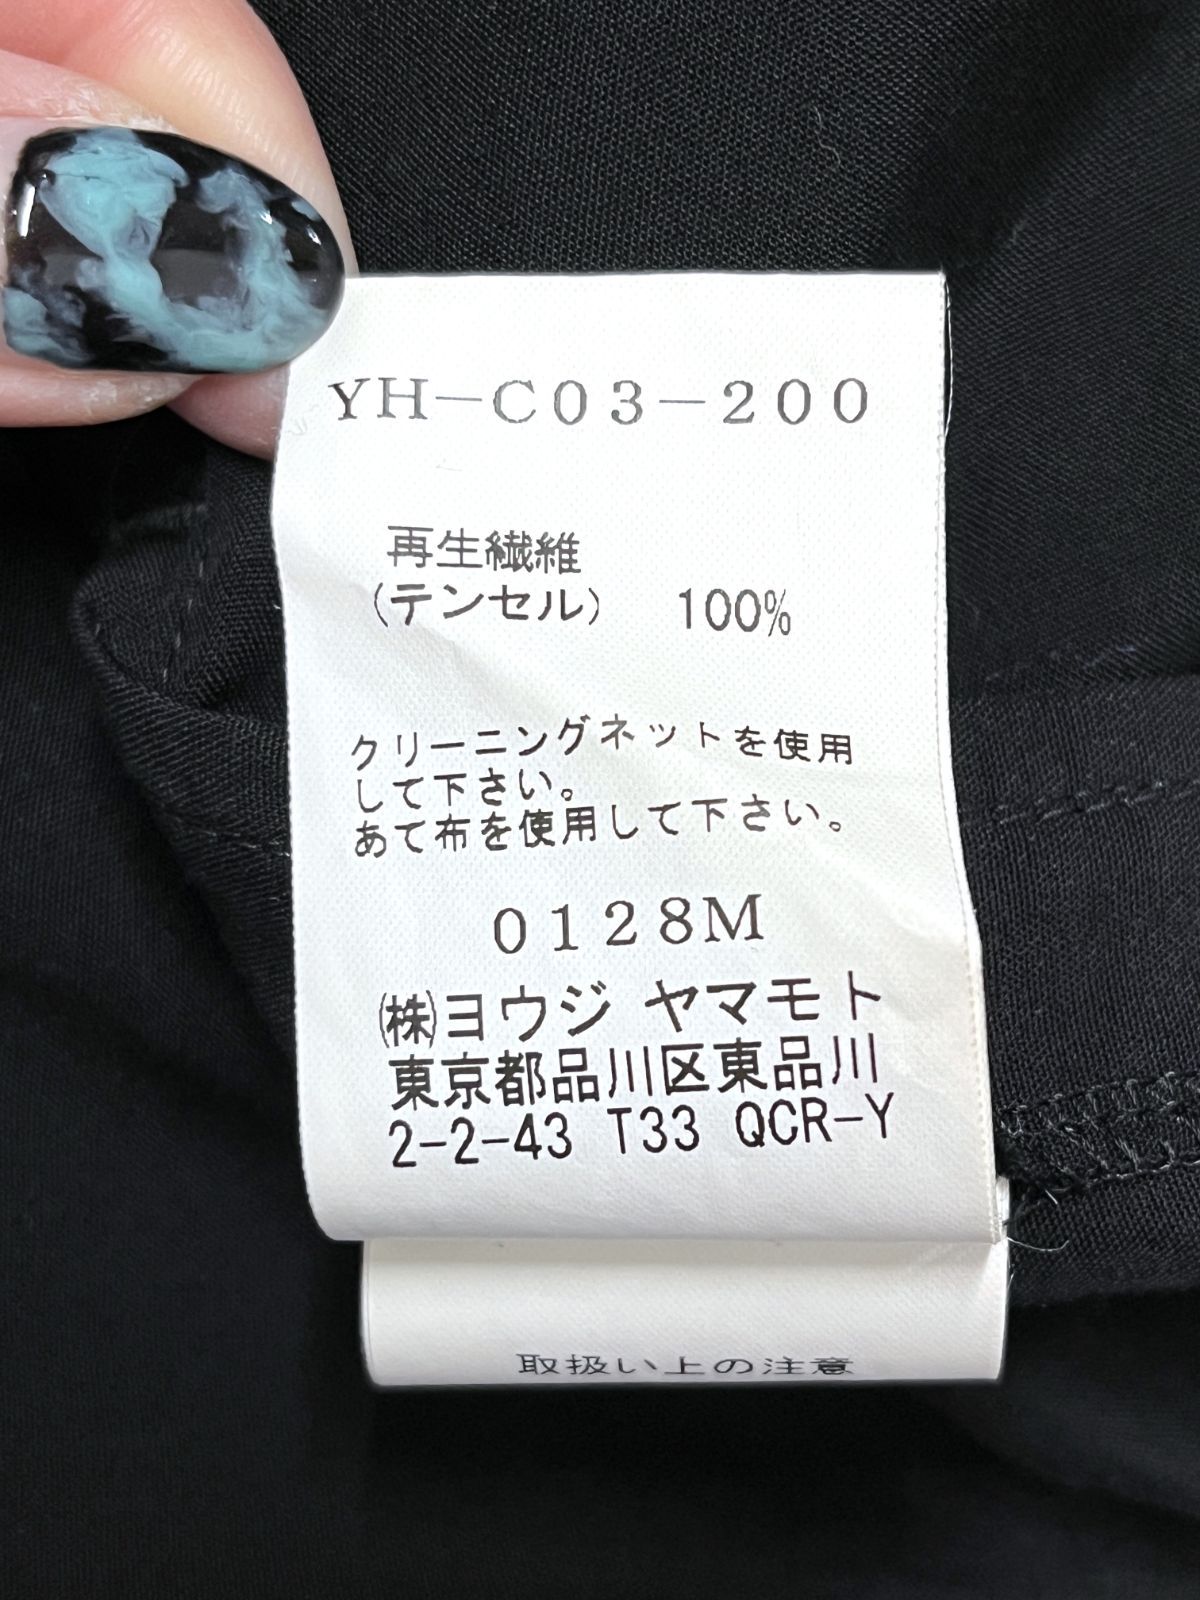 YH-C03-200
再生繊維
(テンセル) 100%
クリーニングネットを使用
して下さい。
あて布を使用して下さい。
0128M
㈱ヨウジ ヤマモト
東京都品川区東品川
2-2-43 T33 QCR-Y
取扱い上の注意